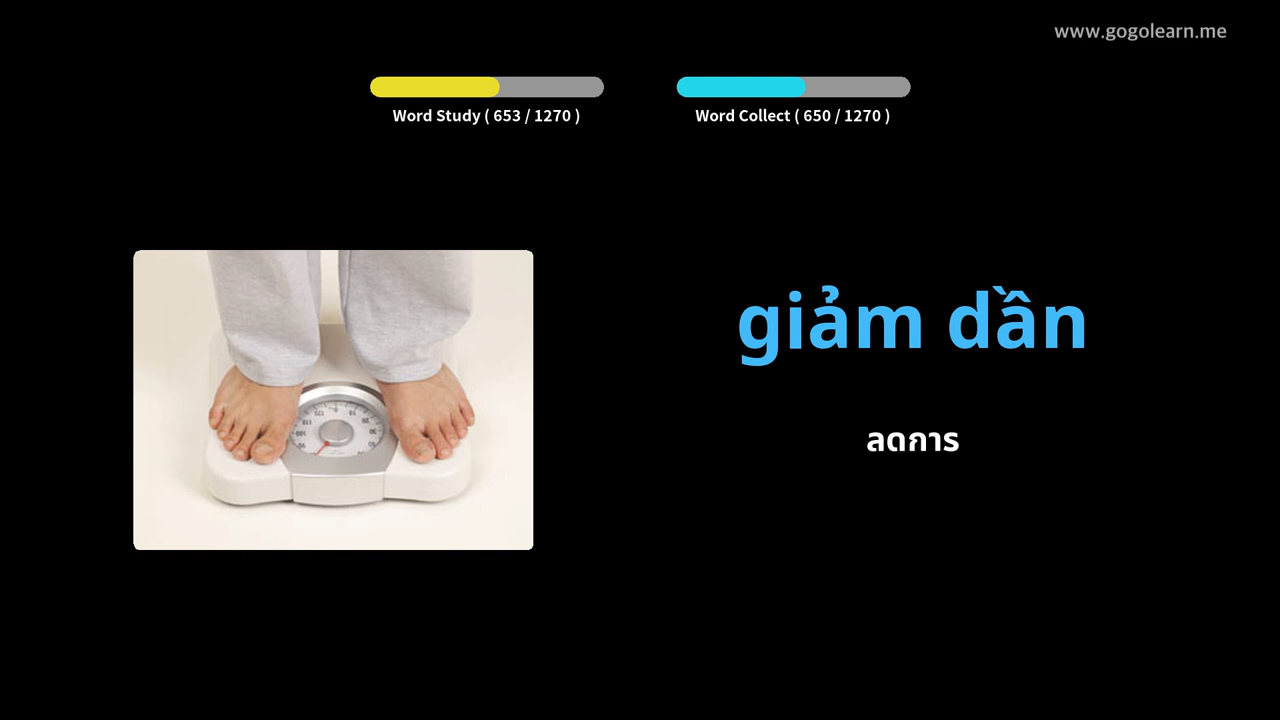 www.gogolearn.me
Word Study ( 653 / 1270 )
Word Collect ( 650 / 1270 )
giảm dần
ลดการ